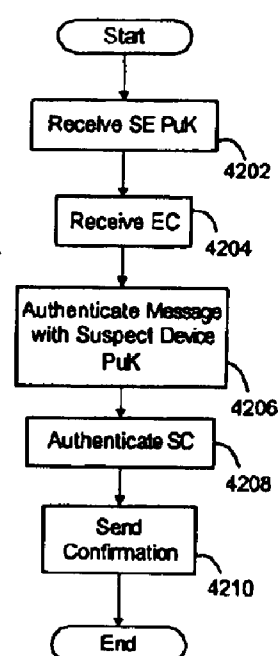 Start
Receive SE PuK
4202
Receive EC
4204
Authenticate Message
with Suspect Device
PuK
4206
Authenticate SC
4208
Send
Confirmation
4210
End